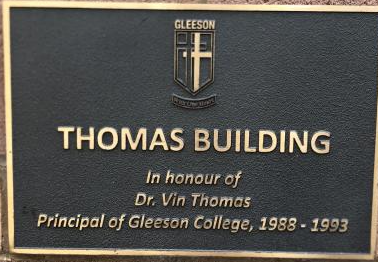 GLEESON
THOMAS BUILDING
In honour of
Dr. Vin Thomas
Principal of Gleeson College, 1988 - 1993